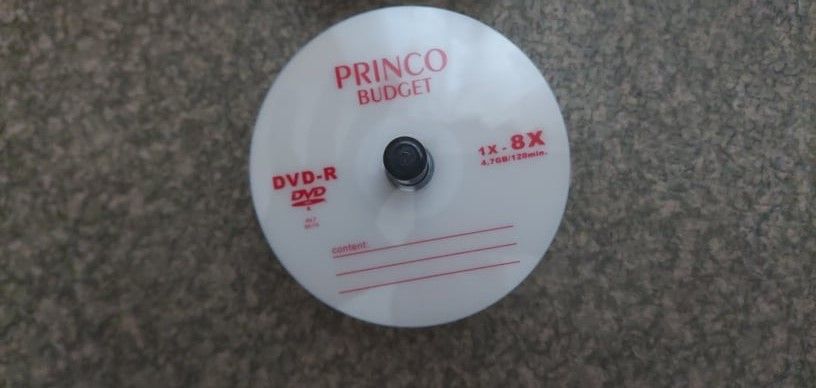 PRINCO
BUDGET
1X - 8X
4.7GB/120min.
DVD-R
DVD
R
content: